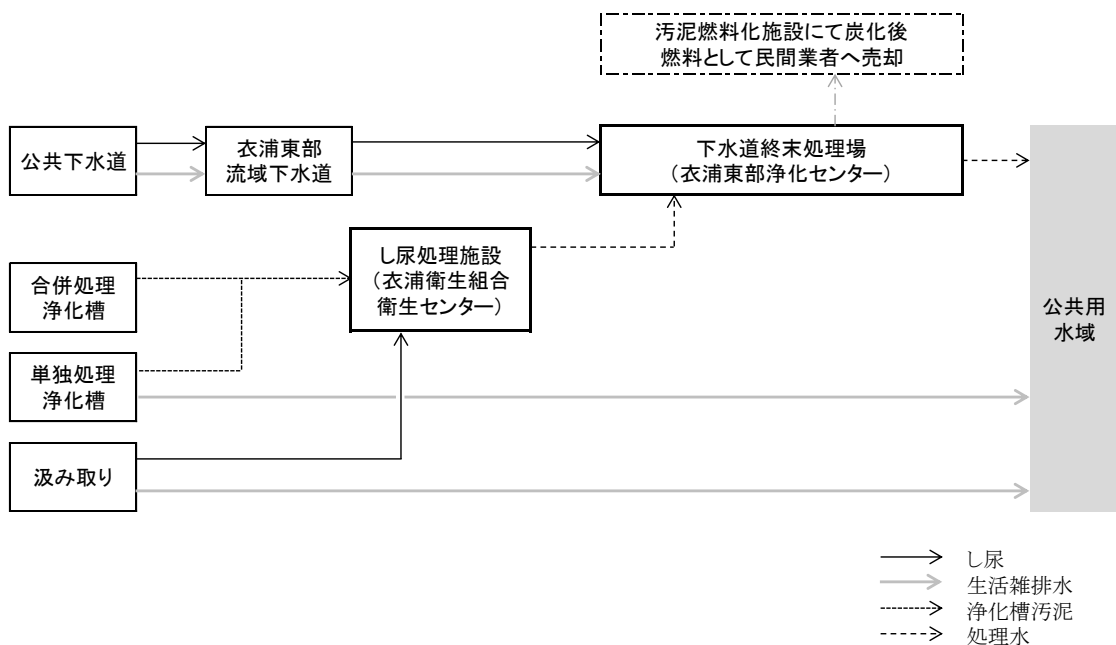 汚泥燃料化施設にて炭化後
燃料として民間業者へ売却
公共下水道
衣浦東部
流域下水道
下水道終末処理場
（衣浦東部浄化センター）
し尿処理施設
（衣浦衛生組合
衛生センター）
合併処理
浄化槽
公共用
水域
単独処理
浄化槽
汲み取り
し尿
生活雑排水
浄化槽汚泥
処理水